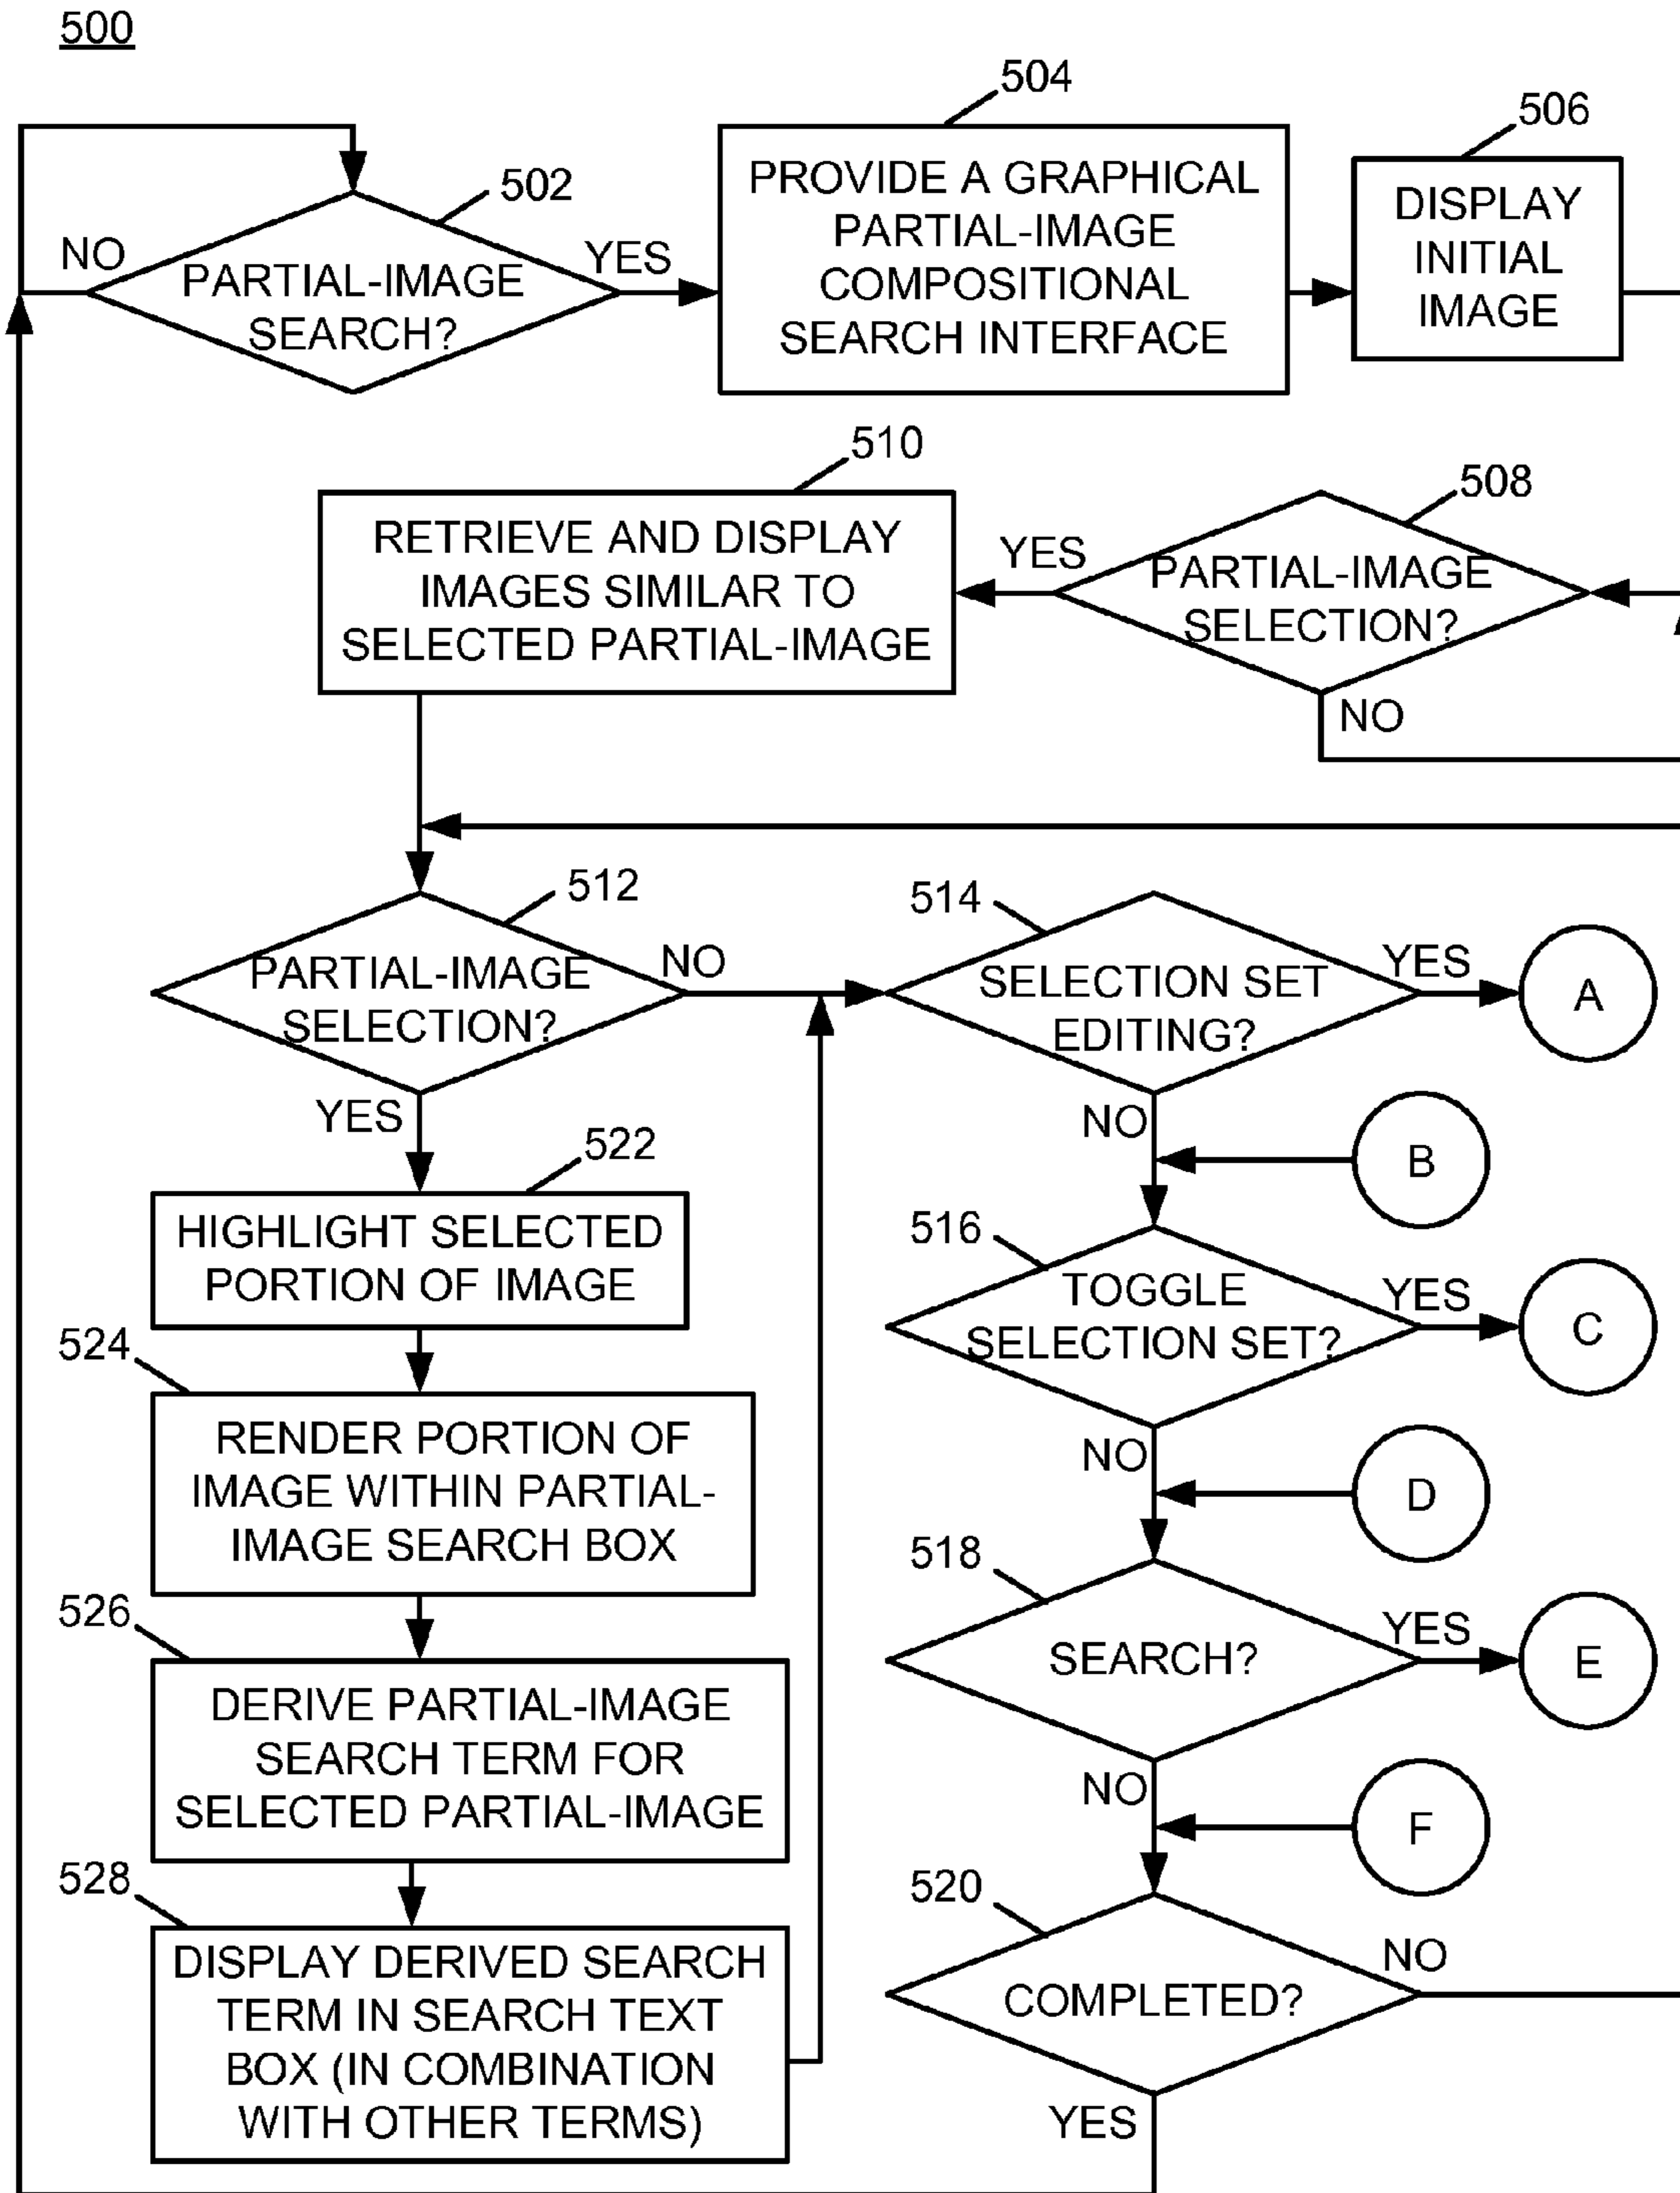 500
502
NO
PARTIAL-IMAGE
SEARCH?
YES
504
PROVIDE A GRAPHICAL
PARTIAL-IMAGE
COMPOSITIONAL
SEARCH INTERFACE
506
DISPLAY
INITIAL
IMAGE
508
PARTIAL-IMAGE
SELECTION?
YES
NO
510
RETRIEVE AND DISPLAY
IMAGES SIMILAR TO
SELECTED PARTIAL-IMAGE
512
PARTIAL-IMAGE
SELECTION?
NO
YES
514
SELECTION SET
EDITING?
YES
A
NO
B
516
TOGGLE
SELECTION SET?
YES
C
NO
D
518
SEARCH?
YES
E
NO
F
520
COMPLETED?
NO
YES
522
HIGHLIGHT SELECTED
PORTION OF IMAGE
524
RENDER PORTION OF
IMAGE WITHIN PARTIAL-
IMAGE SEARCH BOX
526
DERIVE PARTIAL-IMAGE
SEARCH TERM FOR
SELECTED PARTIAL-IMAGE
528
DISPLAY DERIVED SEARCH
TERM IN SEARCH TEXT
BOX (IN COMBINATION
WITH OTHER TERMS)